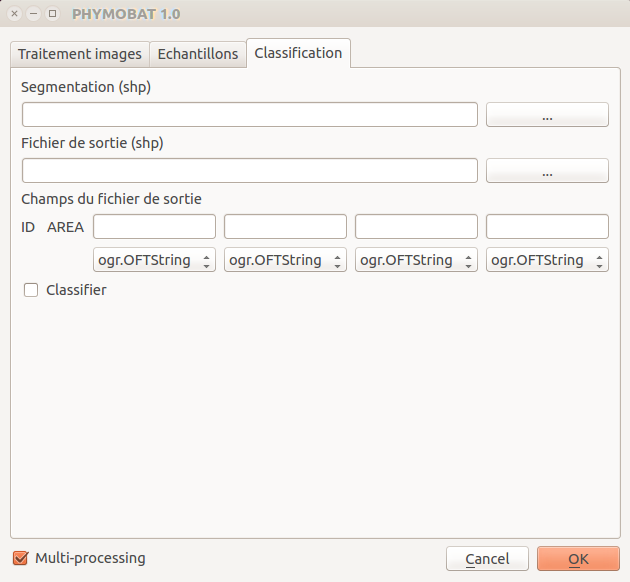 PHYMOBAT 1.0
Traitement images Echantillons Classification
Segmentation (shp)
...
Fichier de sortie (shp)
...
Champs du fichier de sortie
ID AREA
ogr.OFTString ogr.OFTString ogr.OFTString ogr.OFTString
Classifier
Multi-processing Cancel OK